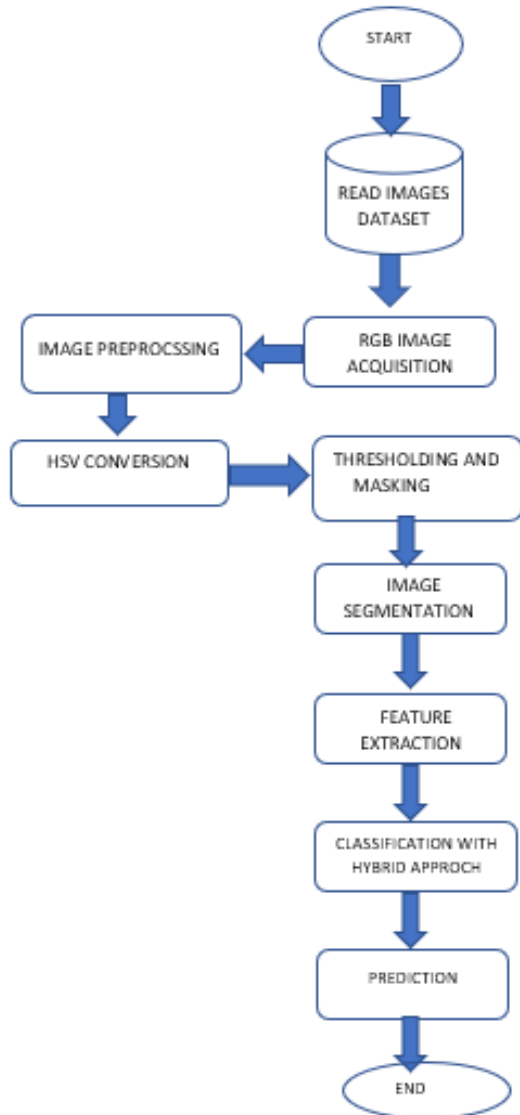 START
READ IMAGES
DATASET
RGB IMAGE
ACQUISITION
IMAGE PREPROCSSING
HSV CONVERSION
THRESHOLDING AND
MASKING
IMAGE
SEGMENTATION
FEATURE
EXTRACTION
CLASSIFICATION WITH
HYBRID APPROCH
PREDICTION
END